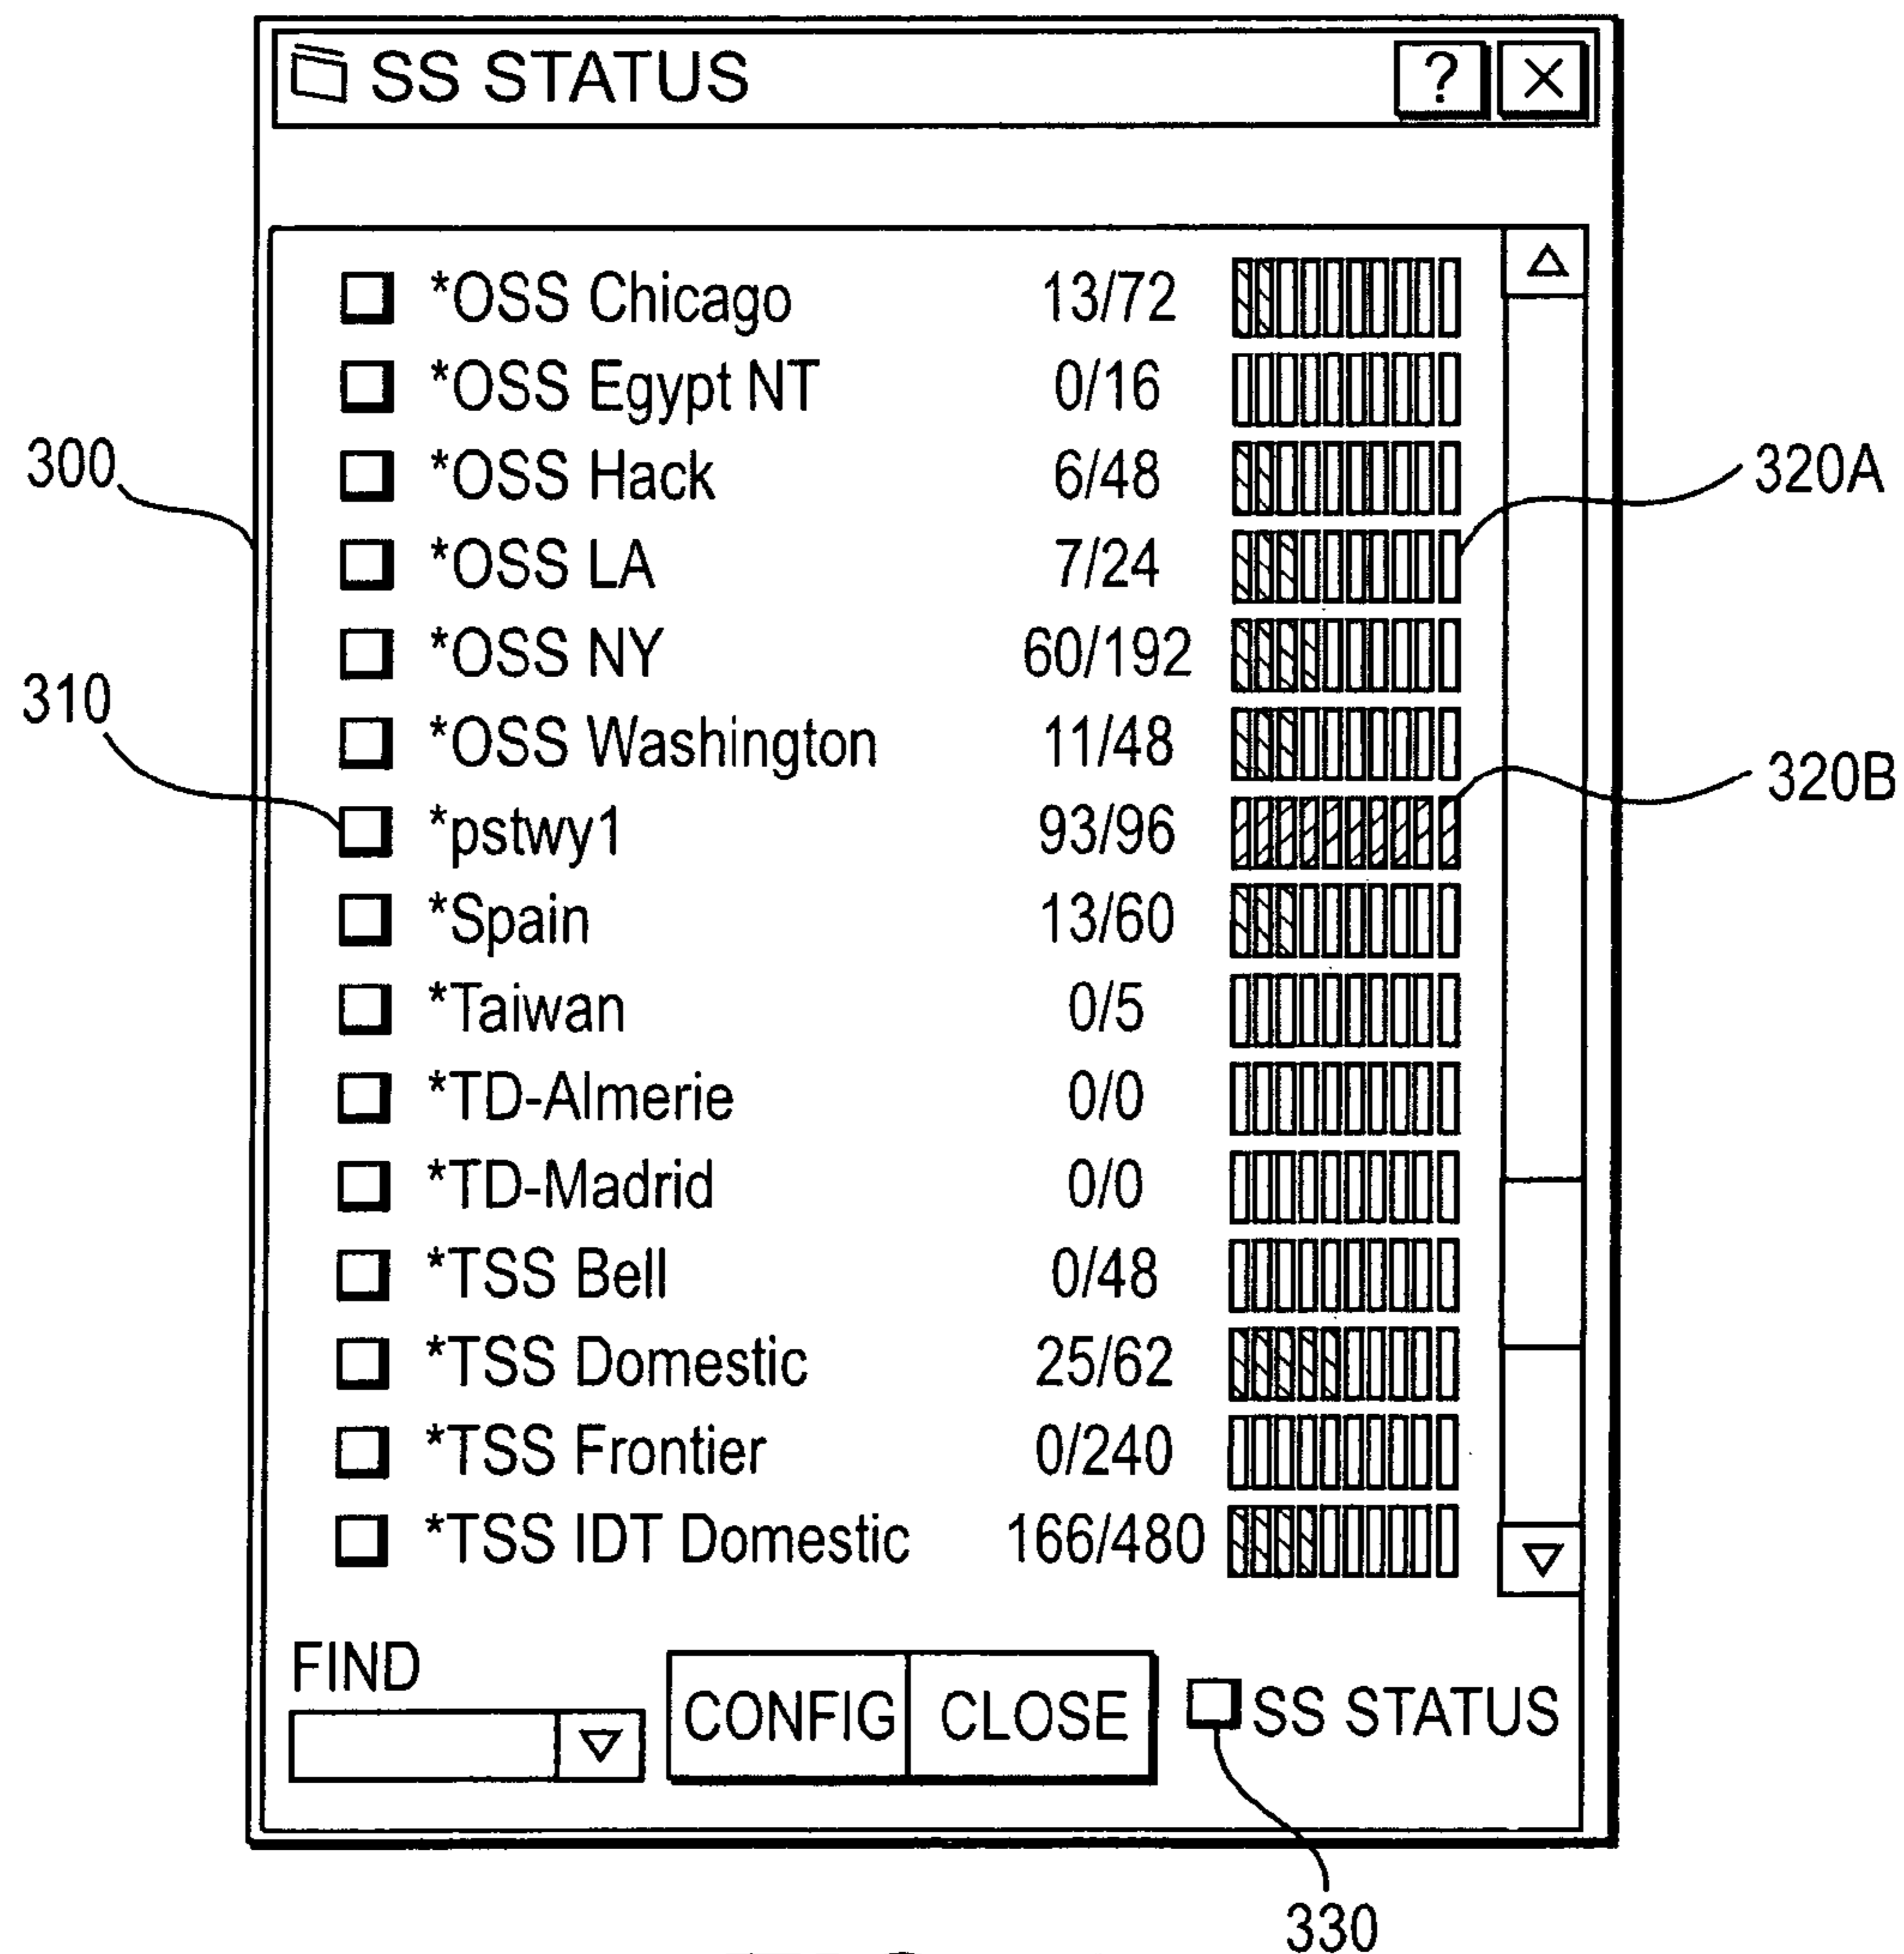 SS STATUS ? X
*OSS Chicago 13/72
*OSS Egypt NT 0/16
300 *OSS Hack 6/48 320A
*OSS LA 7/24
*OSS NY 60/192
310 *OSS Washington 11/48
320B
*pstwy1 93/96
*Spain 13/60
*Taiwan 0/5
*TD-Almerie 0/0
*TD-Madrid 0/0
*TSS Bell 0/48
*TSS Domestic 25/62
*TSS Frontier 0/240
*TSS IDT Domestic 166/480
FIND
CONFIG CLOSE SS STATUS
330